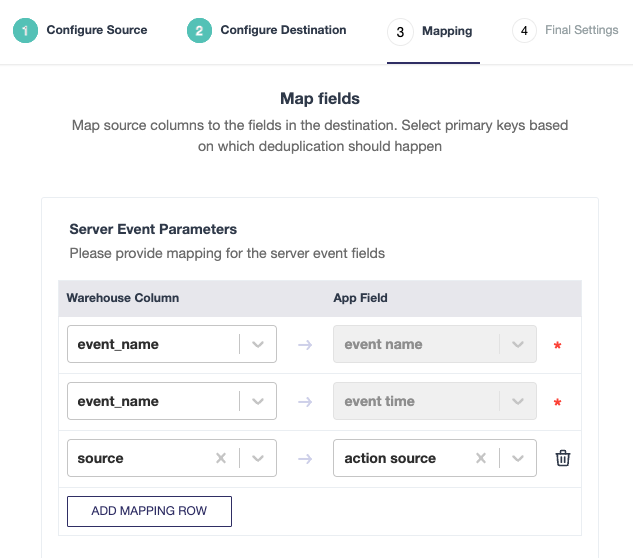 1 Configure Source 2 Configure Destination 3 Mapping 4 Final Settings
Map fields
Map source columns to the fields in the destination. Select primary keys based
on which deduplication should happen
Server Event Parameters
Please provide mapping for the server event fields
Warehouse Column App Field
event_name → event name *
event_name → event time *
source × → action source ×
ADD MAPPING ROW